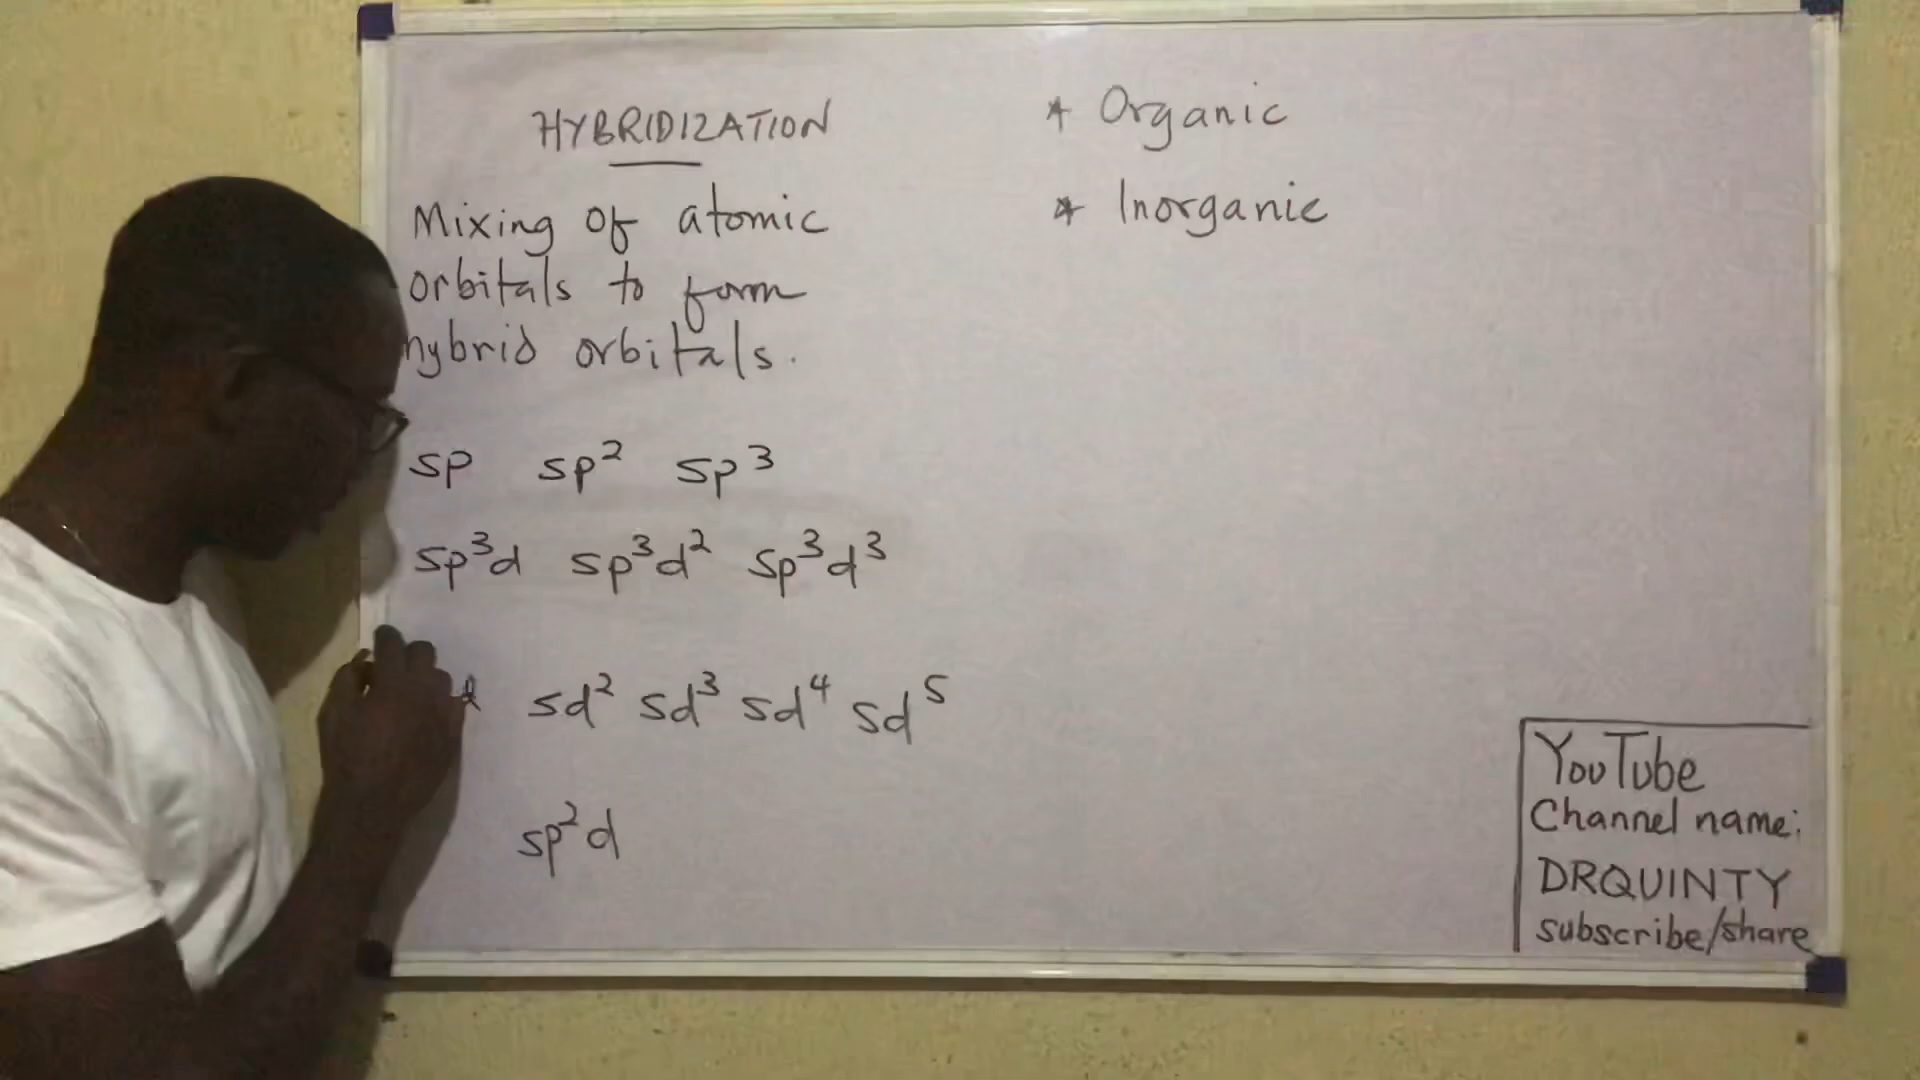 HYBRIDIZATION
Mixing of atomic
orbitals to form
hybrid orbitals.
sp sp² sp³
sp³d sp³d² sp³d³
sd² sd³ sd⁴ sd⁵
sp²d
* Organic
* Inorganic
YouTube
Channel name:
DRQUINTY
subscribe/share